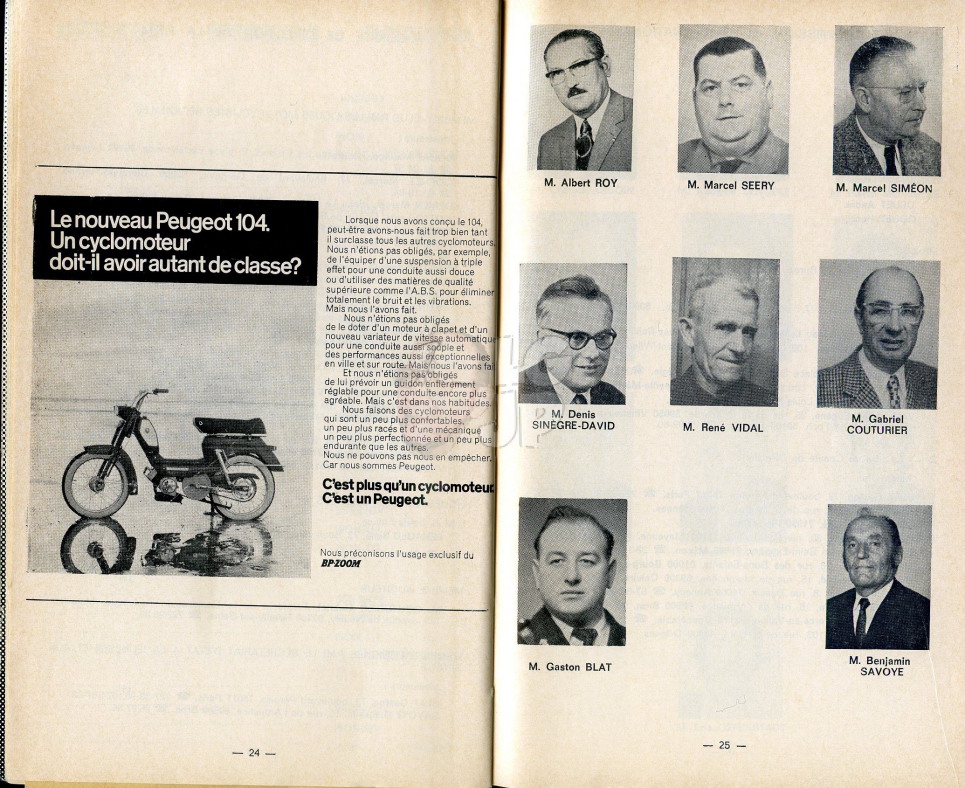 Le nouveau Peugeot 104.
Un cyclomoteur
doit-il avoir autant de classe?
Lorsque nous avons conçu le 104,
peut-être avons-nous fait trop bien tant
il surclasse tous les autres cyclomoteurs.
Nous n'étions pas obligés, par exemple,
de l'équiper d'une suspension à triple
effet pour une conduite aussi douce
ou d'utiliser des matières de qualité
supérieure comme l'A.B.S. pour éliminer
totalement le bruit et les vibrations.
Mais nous l'avons fait.
Nous n'étions pas obligés
de le doter d'un moteur à clapet et d'un
nouveau variateur de vitesse automatique
pour une conduite aussi souple et
des performances aussi exceptionnelles
en ville et sur route. Mais nous l'avons fai
Et nous n'étions pas obligés
de lui prévoir un guidon entièrement
réglable pour une conduite encore plus
agréable. Mais c'est dans nos habitudes.
Nous faisons des cyclomoteurs
qui sont un peu plus confortables,
un peu plus racés et d'une mécanique
un peu plus perfectionnée et un peu plus
endurante que les autres.
Nous ne pouvons pas nous en empêcher.
Car nous sommes Peugeot.
C'est plus qu'un cyclomoteur.
C'est un Peugeot.
Nous préconisons l'usage exclusif du
BP-ZOOM
— 24 —
M. Albert ROY
M. Marcel SEERY
M. Marcel SIMÉON
M. Denis
SINÈGRE-DAVID
M. René VIDAL
M. Gabriel
COUTURIER
M. Gaston BLAT
M. Benjamin
SAVOYE
— 25 —